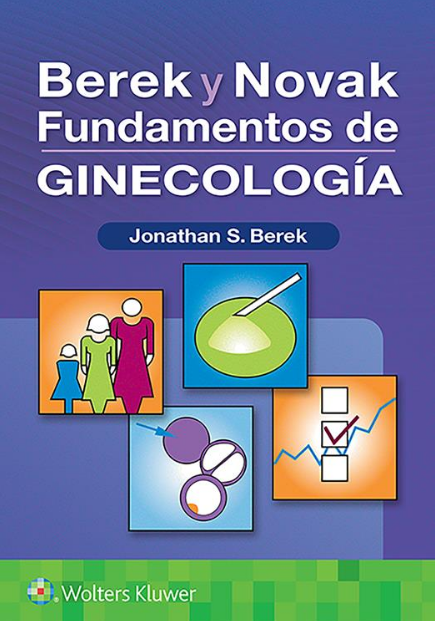 Berek y Novak
Fundamentos de
GINECOLOGÍA
Jonathan S. Berek
Wolters Kluwer